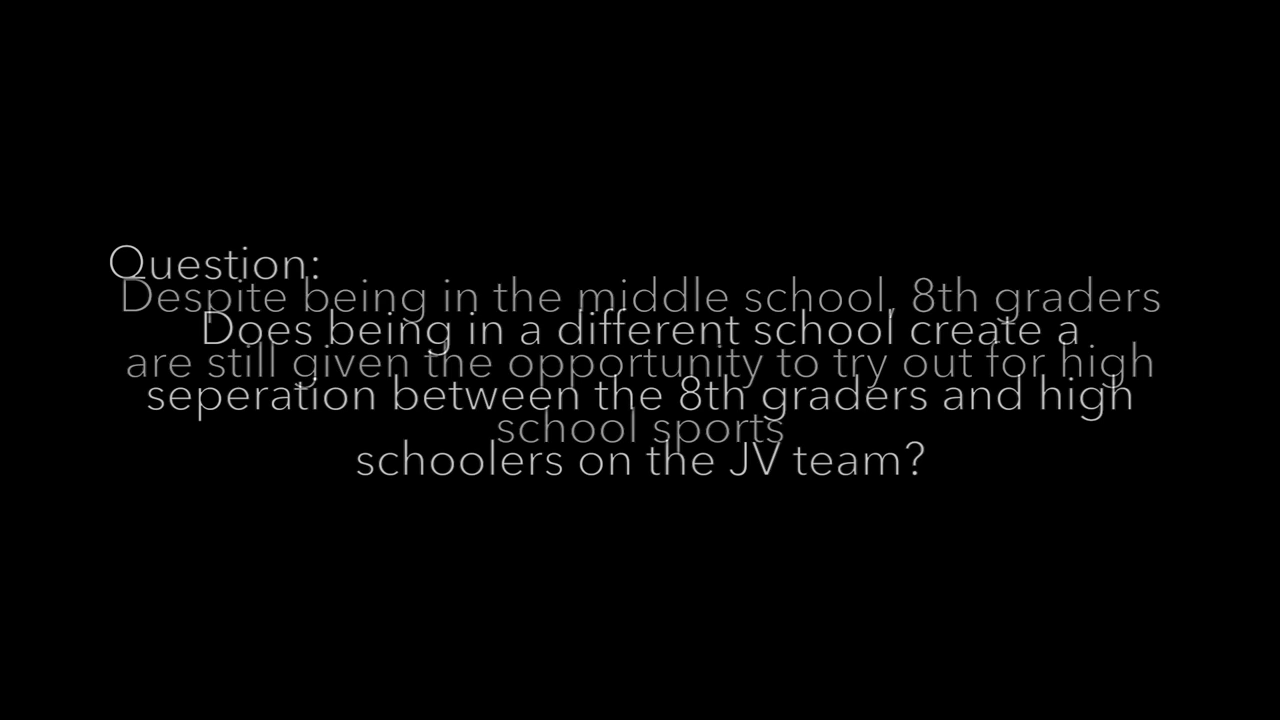 Question:
Despite being in the middle school, 8th graders
Does being in a different school create a
are still given the opportunity to try out for high
seperation between the 8th graders and high
school sports
schoolers on the JV team?